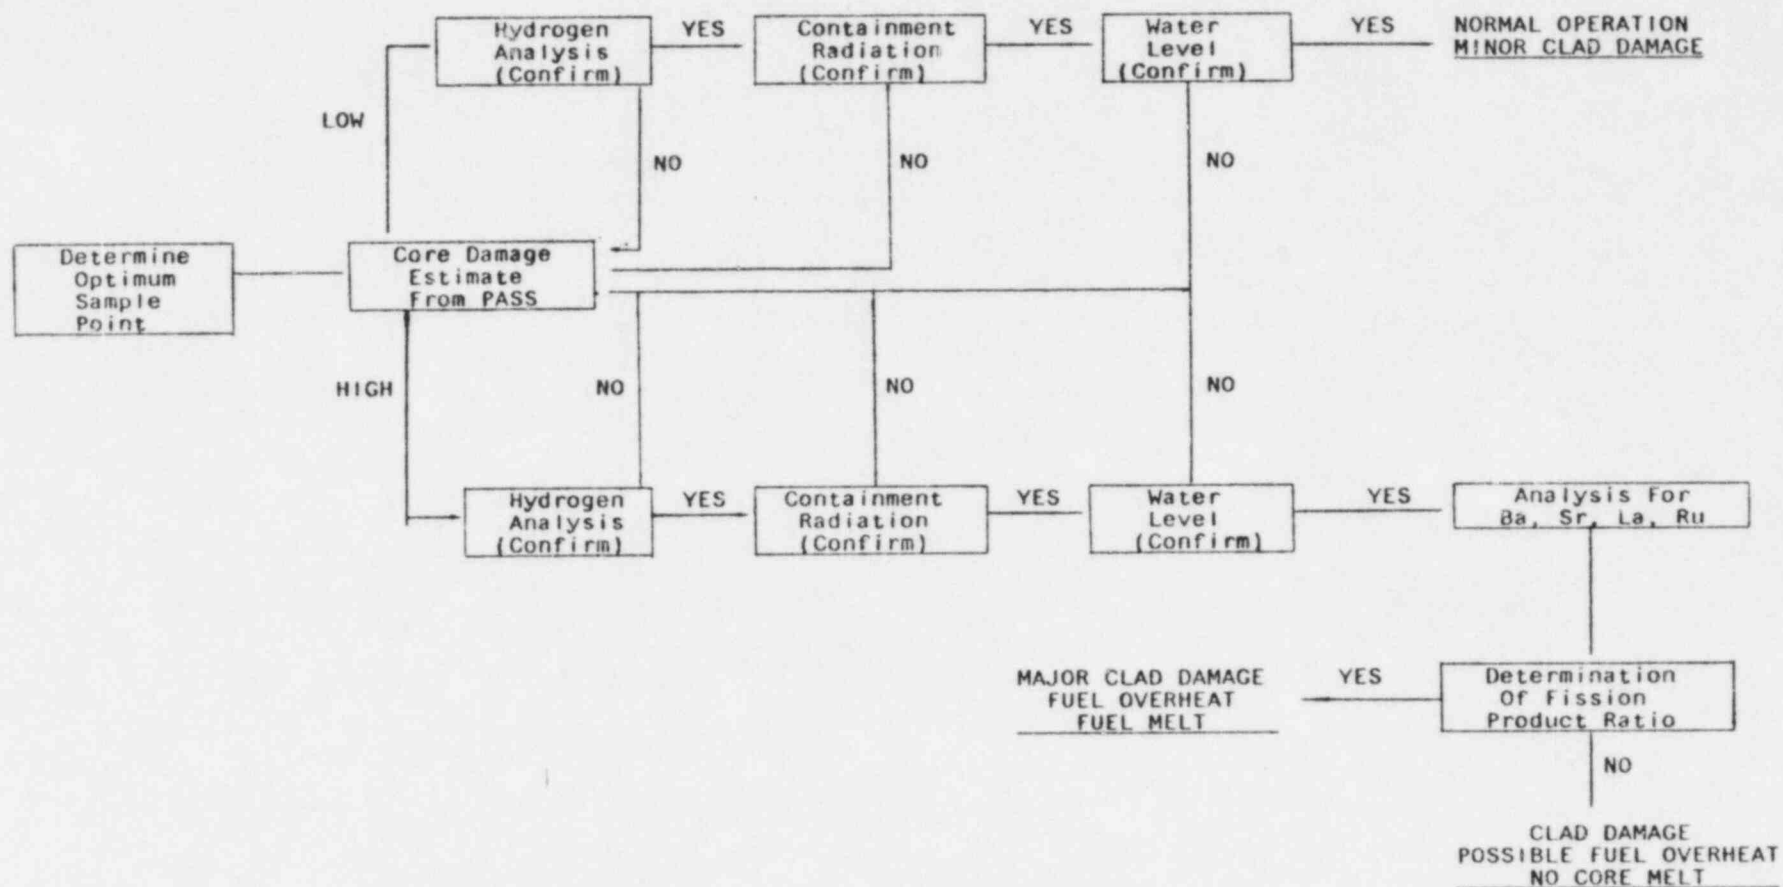 Hydrogen
Analysis
(Confirm)
YES
Containment
Radiation
(Confirm)
YES
Water
Level
(Confirm)
YES
NORMAL OPERATION
MINOR CLAD DAMAGE
LOW
NO
NO
NO
Determine
Optimum
Sample
Point
Core Damage
Estimate
From PASS
HIGH
NO
NO
NO
Hydrogen
Analysis
(Confirm)
YES
Containment
Radiation
(Confirm)
YES
Water
Level
(Confirm)
YES
Analysis For
Ba, Sr, La, Ru
MAJOR CLAD DAMAGE
FUEL OVERHEAT
FUEL MELT
YES
Determination
Of Fission
Product Ratio
NO
CLAD DAMAGE
POSSIBLE FUEL OVERHEAT
NO CORE MELT